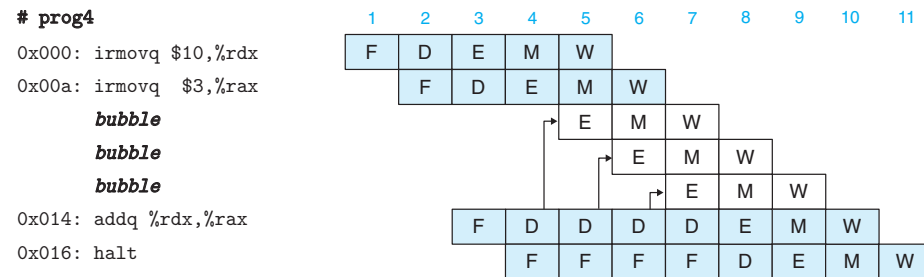 # prog4 1 2 3 4 5 6 7 8 9 10 11
0x000: irmovq $10,%rdx F D E M W
0x00a: irmovq $3,%rax F D E M W
bubble E M W
bubble E M W
bubble E M W
0x014: addq %rdx,%rax F D D D D E M W
0x016: halt F F F F D E M W